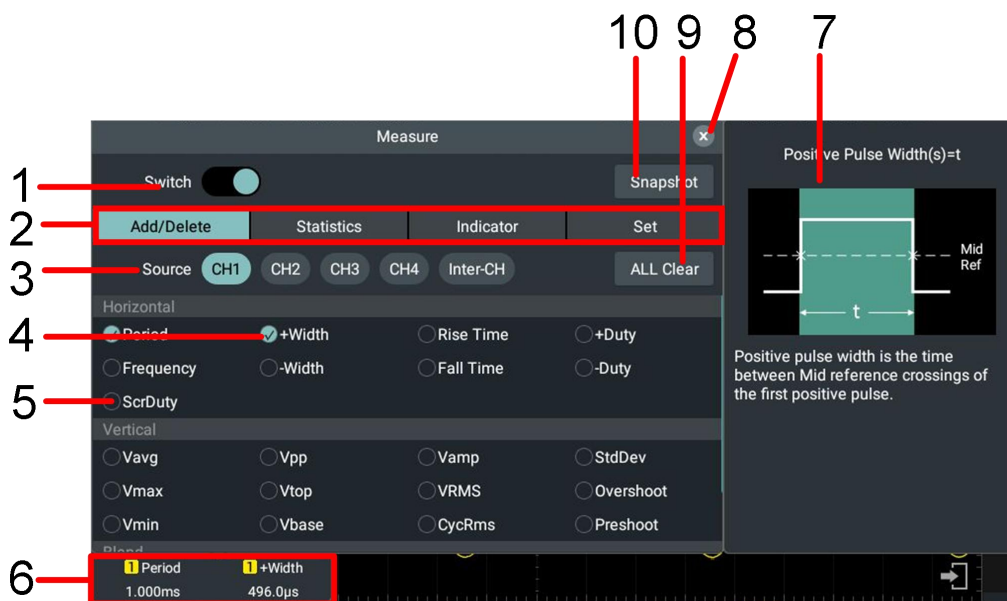 10 9 8 7
Measure
x
Positive Pulse Width(s)=t
1
Switch
Snapshot
2
Add/Delete Statistics Indicator Set
3
Source CH1 CH2 CH3 CH4 Inter-CH ALL Clear
Mid
Ref
t
Horizontal
4
Period +Width Rise Time +Duty
Frequency -Width Fall Time -Duty
5
ScrDuty
Positive pulse width is the time
between Mid reference crossings of
the first positive pulse.
Vertical
Vavg Vpp Vamp StdDev
Vmax Vtop VRMS Overshoot
Vmin Vbase CycRms Preshoot
6
1 Period 1 +Width
1.000ms 496.0µs